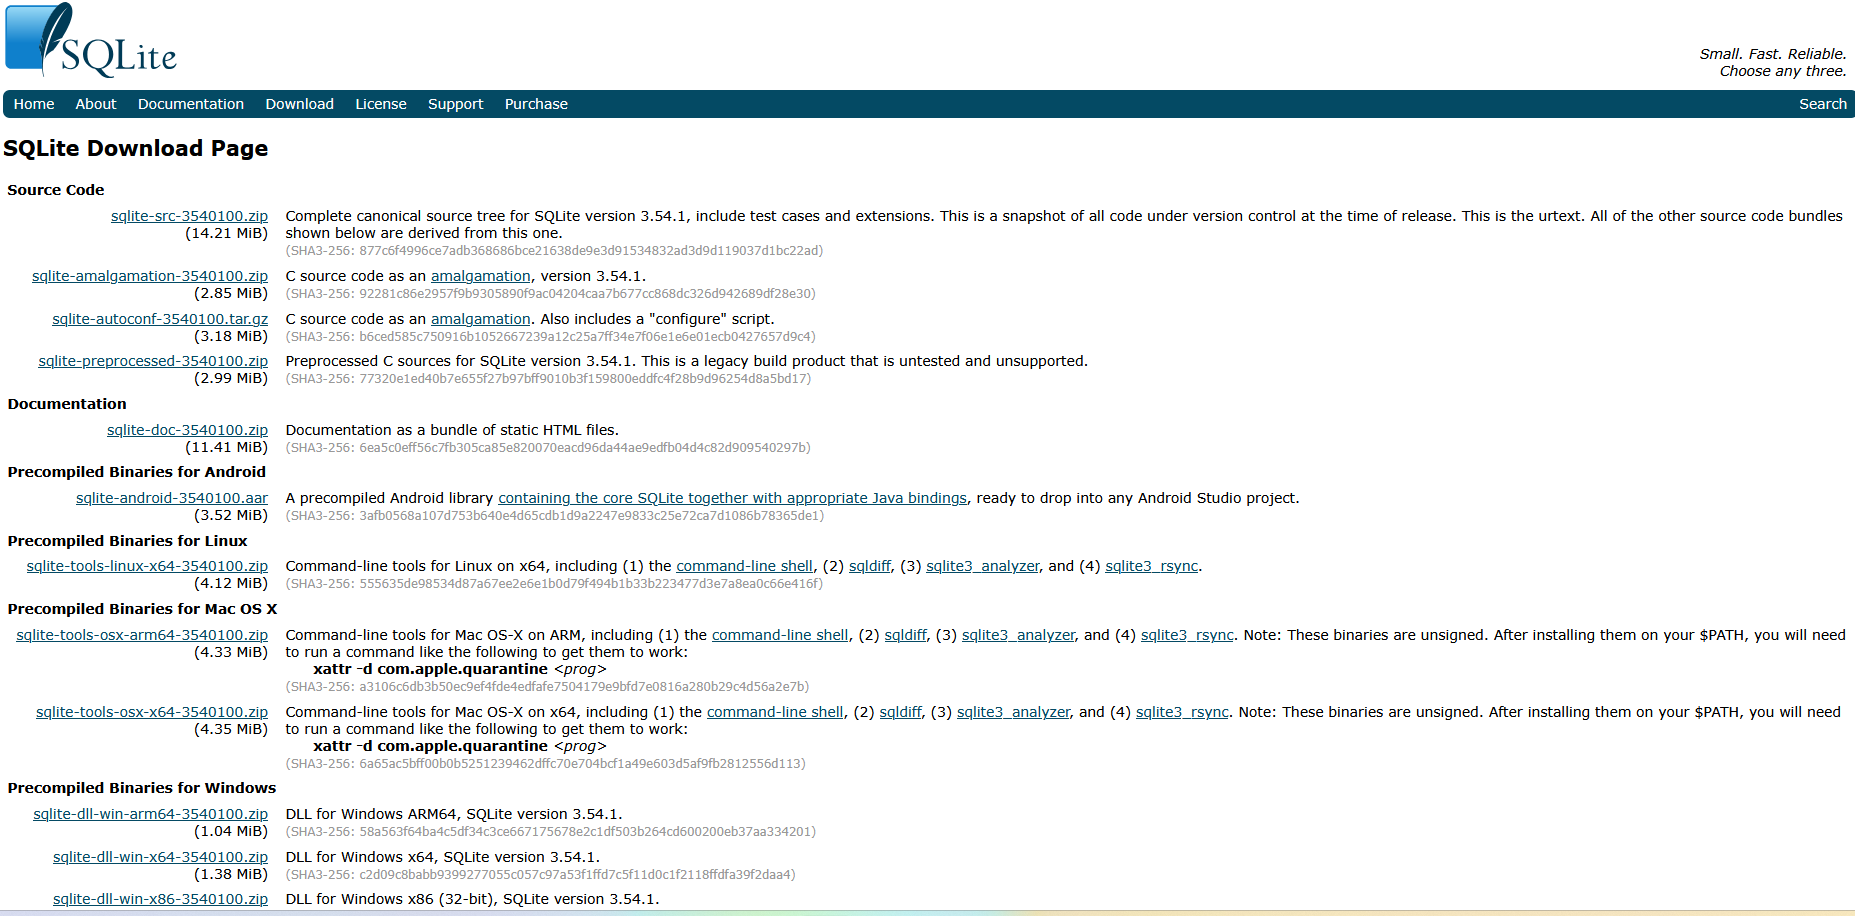 SQLite
Small. Fast. Reliable.
Choose any three.
Home About Documentation Download License Support Purchase Search
SQLite Download Page
Source Code
sqlite-src-3540100.zip
(14.21 MiB)
Complete canonical source tree for SQLite version 3.54.1, include test cases and extensions. This is a snapshot of all code under version control at the time of release. This is the urtext. All of the other source code bundles
shown below are derived from this one.
(SHA3-256: 877c6f4996ce7adb368686bce21638de9e3d91534832ad3d9d119037d1bc22ad)
sqlite-amalgamation-3540100.zip
(2.85 MiB)
C source code as an amalgamation, version 3.54.1.
(SHA3-256: 92281c86e2957f9b9305890f9ac04204caa7b677cc868dc326d942689df28e30)
sqlite-autoconf-3540100.tar.gz
(3.18 MiB)
C source code as an amalgamation. Also includes a "configure" script.
(SHA3-256: b6ced585c750916b1052667239a12c25a7ff34e7f06e1e6e01ecb0427657d9c4)
sqlite-preprocessed-3540100.zip
(2.99 MiB)
Preprocessed C sources for SQLite version 3.54.1. This is a legacy build product that is untested and unsupported.
(SHA3-256: 77320e1ed40b7e655f27b97bff9010b3f159800eddfc4f28b9d96254d8a5bd17)
Documentation
sqlite-doc-3540100.zip
(11.41 MiB)
Documentation as a bundle of static HTML files.
(SHA3-256: 6ea5c0eff56c7fb305ca85e820070eacd96da44ae9edfb04d4c82d909540297b)
Precompiled Binaries for Android
sqlite-android-3540100.aar
(3.52 MiB)
A precompiled Android library containing the core SQLite together with appropriate Java bindings, ready to drop into any Android Studio project.
(SHA3-256: 3afb0568a107d753b640e4d65cdb1d9a2247e9833c25e72ca7d1086b78365de1)
Precompiled Binaries for Linux
sqlite-tools-linux-x64-3540100.zip
(4.12 MiB)
Command-line tools for Linux on x64, including (1) the command-line shell, (2) sqldiff, (3) sqlite3_analyzer, and (4) sqlite3_rsync.
(SHA3-256: 555635de98534d87a67ee2e6e1b0d79f494b1b33b223477d3e7a8ea0c66e416f)
Precompiled Binaries for Mac OS X
sqlite-tools-osx-arm64-3540100.zip
(4.33 MiB)
Command-line tools for Mac OS-X on ARM, including (1) the command-line shell, (2) sqldiff, (3) sqlite3_analyzer, and (4) sqlite3_rsync. Note: These binaries are unsigned. After installing them on your $PATH, you will need
to run a command like the following to get them to work:
xattr -d com.apple.quarantine <prog>
(SHA3-256: a3106c6db3b50ec9ef4fde4edfafe7504179e9bfd7e0816a280b29c4d56a2e7b)
sqlite-tools-osx-x64-3540100.zip
(4.35 MiB)
Command-line tools for Mac OS-X on x64, including (1) the command-line shell, (2) sqldiff, (3) sqlite3_analyzer, and (4) sqlite3_rsync. Note: These binaries are unsigned. After installing them on your $PATH, you will need
to run a command like the following to get them to work:
xattr -d com.apple.quarantine <prog>
(SHA3-256: 6a65ac5bff00b0b5251239462dffc70e704bcf1a49e603d5af9fb2812556d113)
Precompiled Binaries for Windows
sqlite-dll-win-arm64-3540100.zip
(1.04 MiB)
DLL for Windows ARM64, SQLite version 3.54.1.
(SHA3-256: 58a563f64ba4c5df34c3ce667175678e2c1df503b264cd600200eb37aa334201)
sqlite-dll-win-x64-3540100.zip
(1.38 MiB)
DLL for Windows x64, SQLite version 3.54.1.
(SHA3-256: c2d09c8babb9399277055c057c97a53f1ffd7c5f11d0c1f2118ffdfa39f2daa4)
sqlite-dll-win-x86-3540100.zip
DLL for Windows x86 (32-bit), SQLite version 3.54.1.